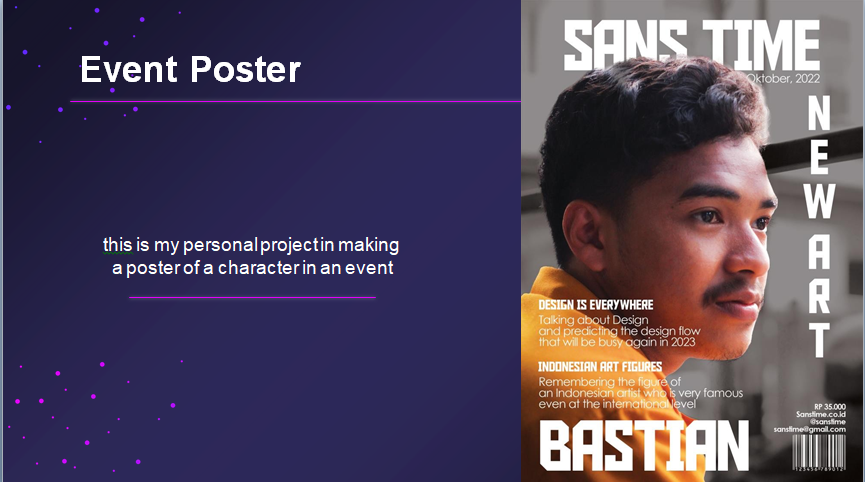 Event Poster
this is my personal project in making
a poster of a character in an event
SANS TIME
Oktober, 2022
NEW ART
DESIGN IS EVERYWHERE
Talking about Design
and predicting the design flow
that will be busy again in 2023
INDONESIAN ART FIGURES
Remembering the figure of
an Indonesian artist who is very famous
even at the international level
BASTIAN
RP 35.000
Sanstime.co.id
@sanstime
sanstime@gmail.com
123456789012